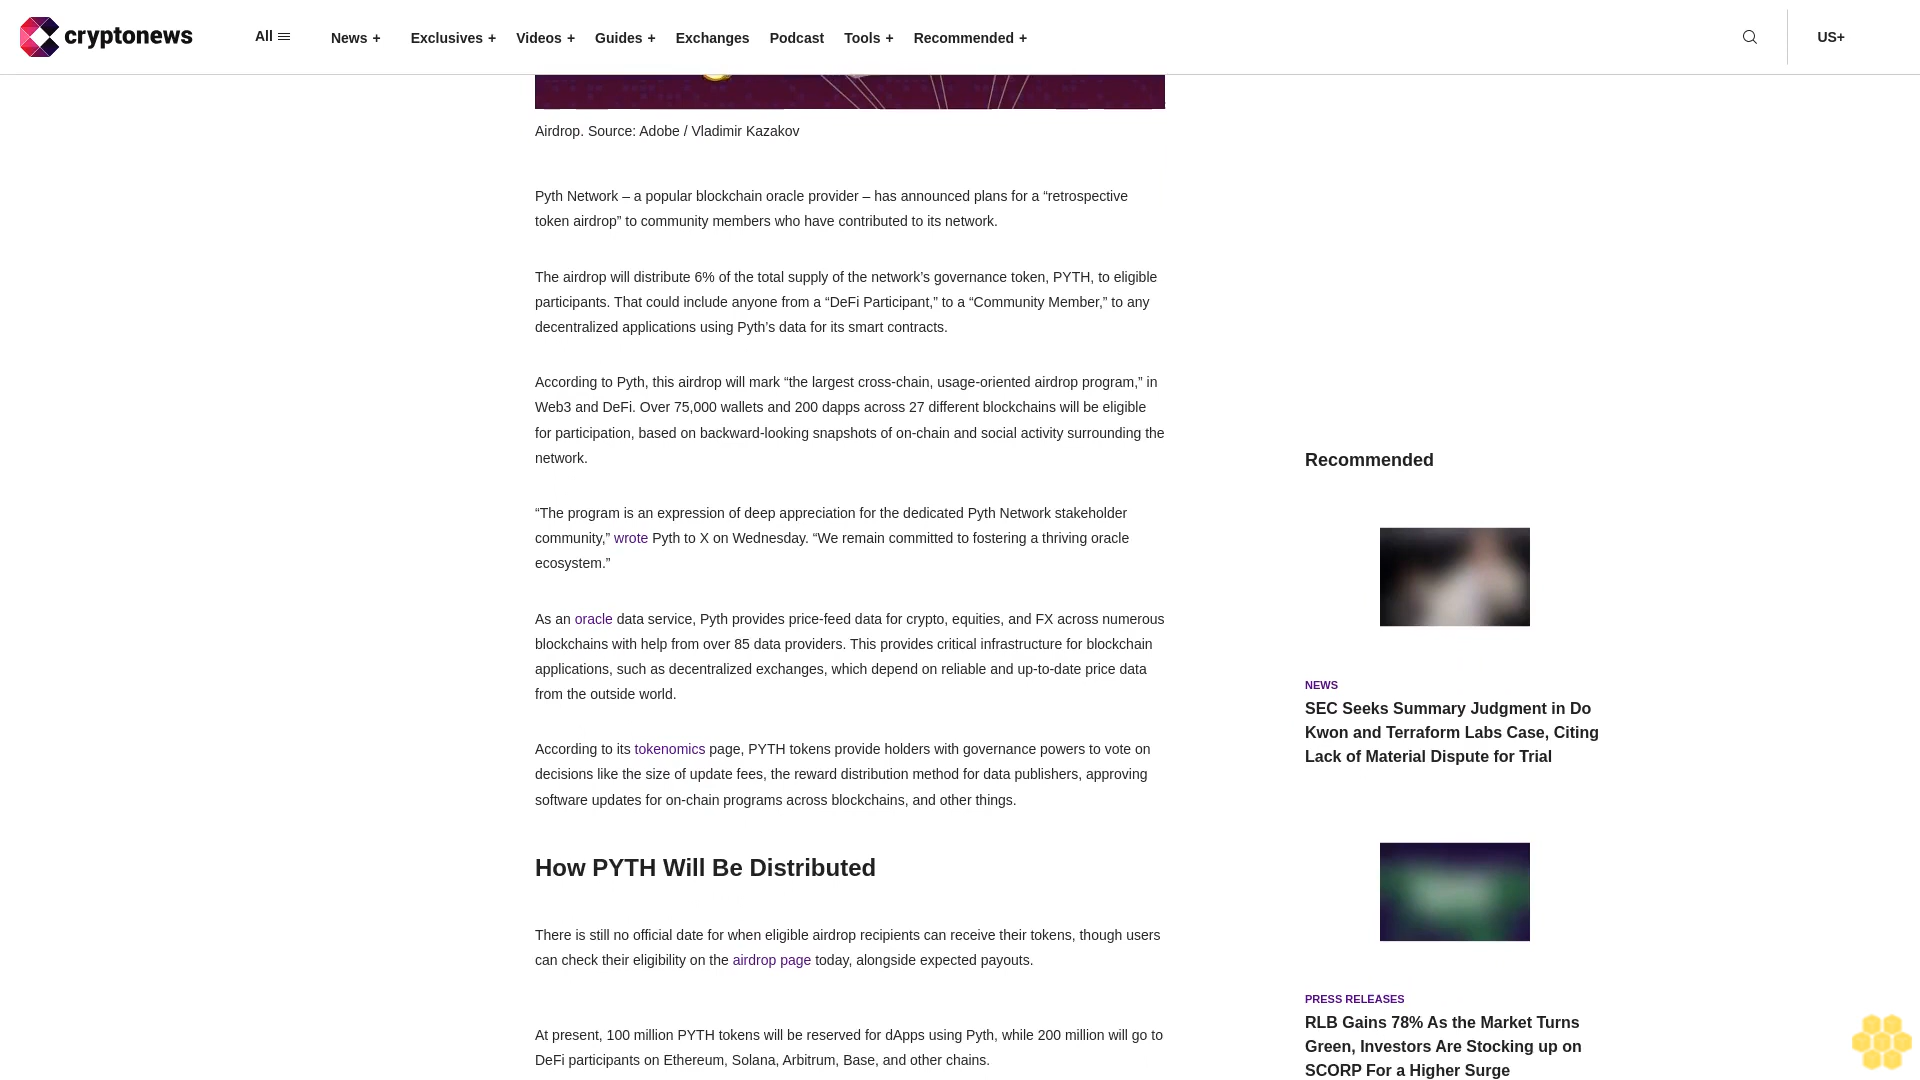 cryptonews
All
News +
Exclusives +
Videos +
Guides +
Exchanges
Podcast
Tools +
Recommended +
US+
Airdrop. Source: Adobe / Vladimir Kazakov
Pyth Network – a popular blockchain oracle provider – has announced plans for a “retrospective
token airdrop” to community members who have contributed to its network.
The airdrop will distribute 6% of the total supply of the network’s governance token, PYTH, to eligible
participants. That could include anyone from a “DeFi Participant,” to a “Community Member,” to any
decentralized applications using Pyth’s data for its smart contracts.
According to Pyth, this airdrop will mark “the largest cross-chain, usage-oriented airdrop program,” in
Web3 and DeFi. Over 75,000 wallets and 200 dapps across 27 different blockchains will be eligible
for participation, based on backward-looking snapshots of on-chain and social activity surrounding the
network.
“The program is an expression of deep appreciation for the dedicated Pyth Network stakeholder
community,” wrote Pyth to X on Wednesday. “We remain committed to fostering a thriving oracle
ecosystem.”
As an oracle data service, Pyth provides price-feed data for crypto, equities, and FX across numerous
blockchains with help from over 85 data providers. This provides critical infrastructure for blockchain
applications, such as decentralized exchanges, which depend on reliable and up-to-date price data
from the outside world.
According to its tokenomics page, PYTH tokens provide holders with governance powers to vote on
decisions like the size of update fees, the reward distribution method for data publishers, approving
software updates for on-chain programs across blockchains, and other things.
How PYTH Will Be Distributed
There is still no official date for when eligible airdrop recipients can receive their tokens, though users
can check their eligibility on the airdrop page today, alongside expected payouts.
At present, 100 million PYTH tokens will be reserved for dApps using Pyth, while 200 million will go to
DeFi participants on Ethereum, Solana, Arbitrum, Base, and other chains.
Recommended
NEWS
SEC Seeks Summary Judgment in Do
Kwon and Terraform Labs Case, Citing
Lack of Material Dispute for Trial
PRESS RELEASES
RLB Gains 78% As the Market Turns
Green, Investors Are Stocking up on
SCORP For a Higher Surge